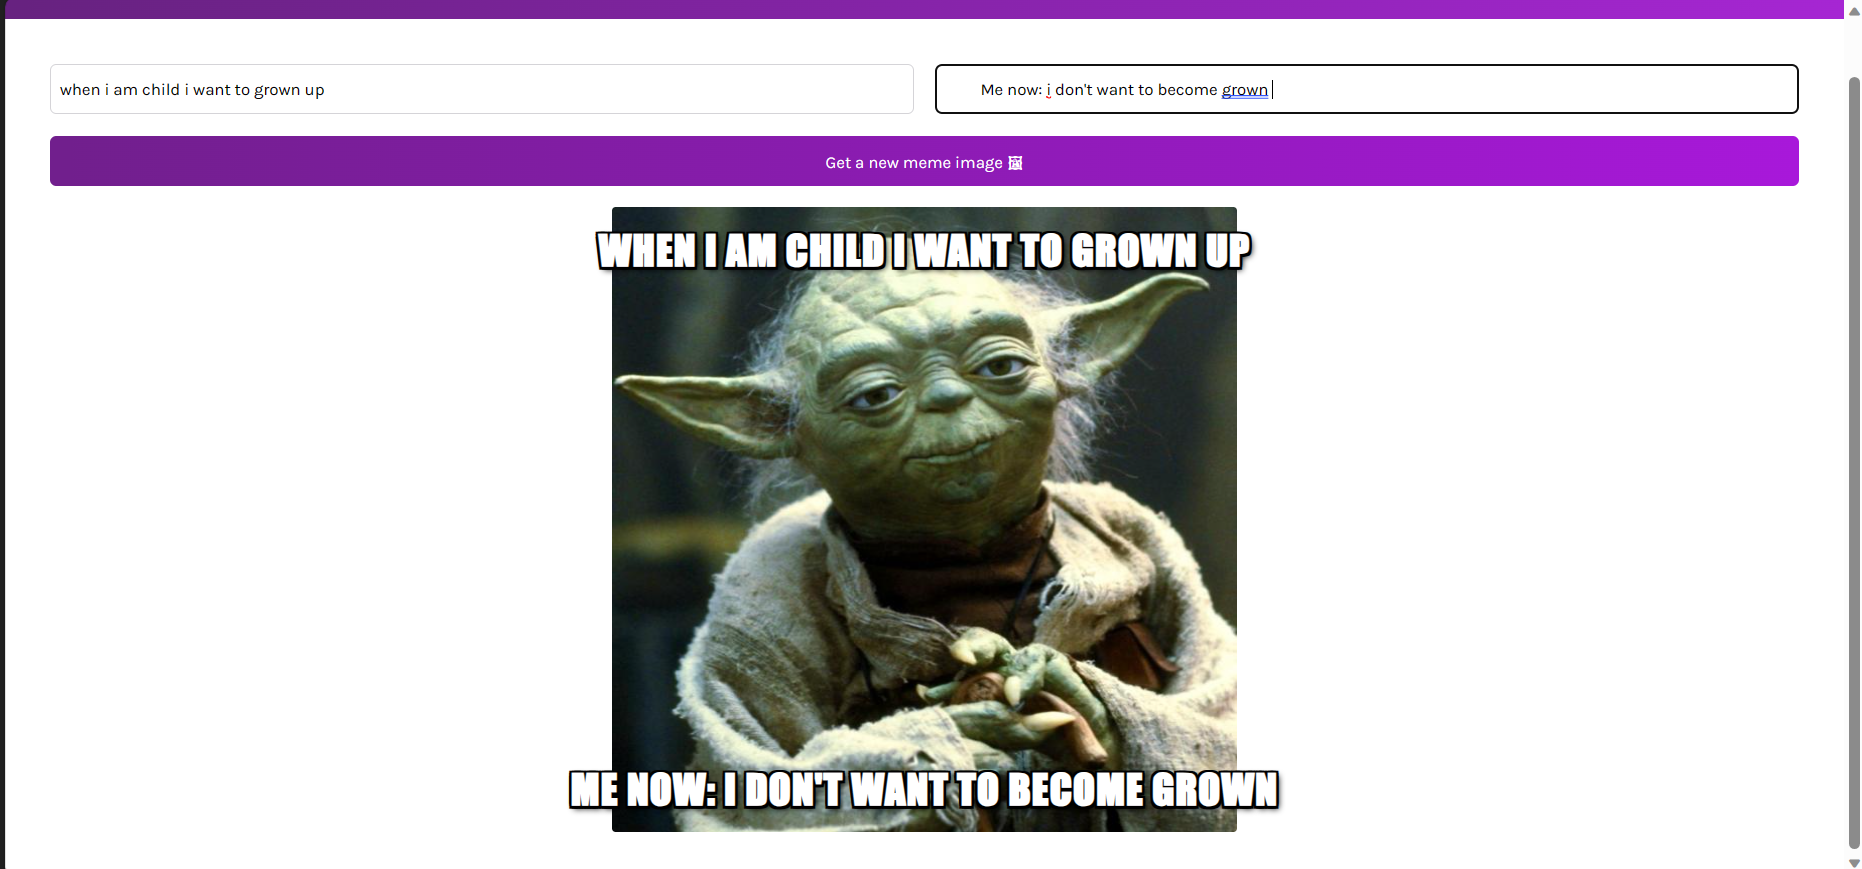 when i am child i want to grown up
Me now: i don't want to become grown
Get a new meme image 🖼
WHEN I AM CHILD I WANT TO GROWN UP
ME NOW: I DON'T WANT TO BECOME GROWN